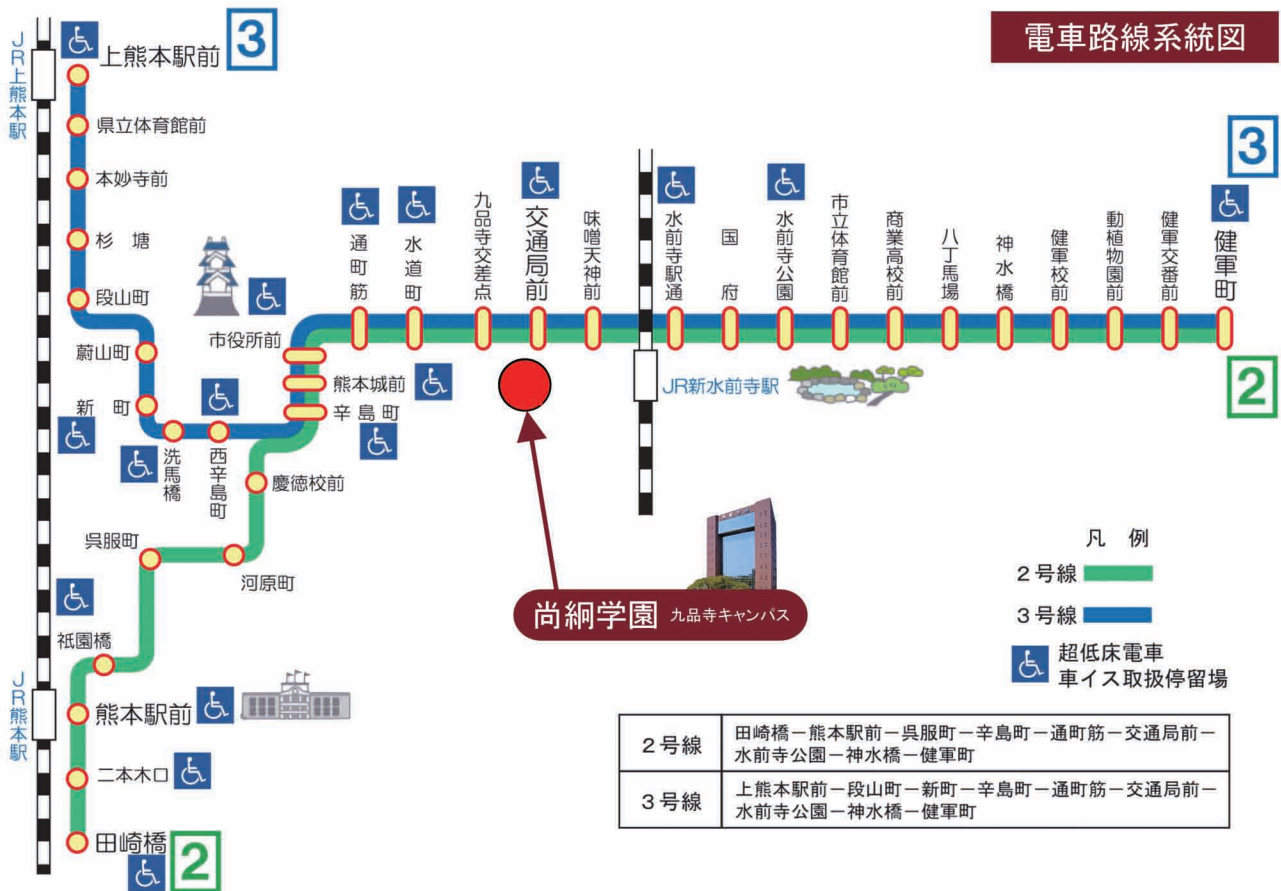 電車路線系統図
JR上熊本駅
上熊本駅前
3
県立体育館前
本妙寺前
杉塘
段山町
蔚山町
新町
洗馬橋
西辛島町
市役所前
熊本城前
辛島町
慶徳校前
河原町
呉服町
祇園橋
JR熊本駅
熊本駅前
二本木口
田崎橋
2
通町筋
水道町
九品寺交差点
交通局前
味噌天神前
水前寺駅通
国府
水前寺公園
市立体育館前
商業高校前
八丁馬場
神水橋
健軍校前
動植物園前
健軍交番前
健軍町
3
2
JR新水前寺駅
尚絅学園 九品寺キャンパス
凡例
2号線
3号線
超低床電車
車イス取扱停留場
2号線
田崎橋−熊本駅前−呉服町−辛島町−通町筋−交通局前−
水前寺公園−神水橋−健軍町
3号線
上熊本駅前−段山町−新町−辛島町−通町筋−交通局前−
水前寺公園−神水橋−健軍町